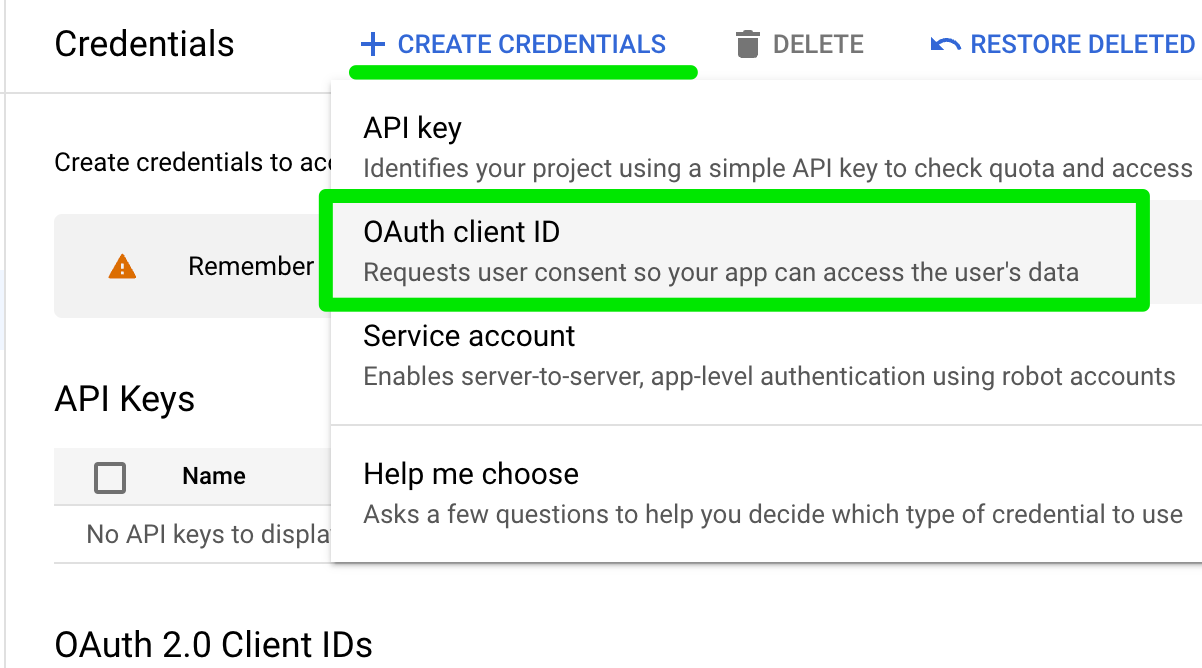 Credentials
CREATE CREDENTIALS
DELETE
RESTORE DELETED
API key
Identifies your project using a simple API key to check quota and access
Create credentials to acc
OAuth client ID
Requests user consent so your app can access the user's data
Remember
Service account
Enables server-to-server, app-level authentication using robot accounts
API Keys
Name
Help me choose
Asks a few questions to help you decide which type of credential to use
No API keys to displa
OAuth 2.0 Client IDs